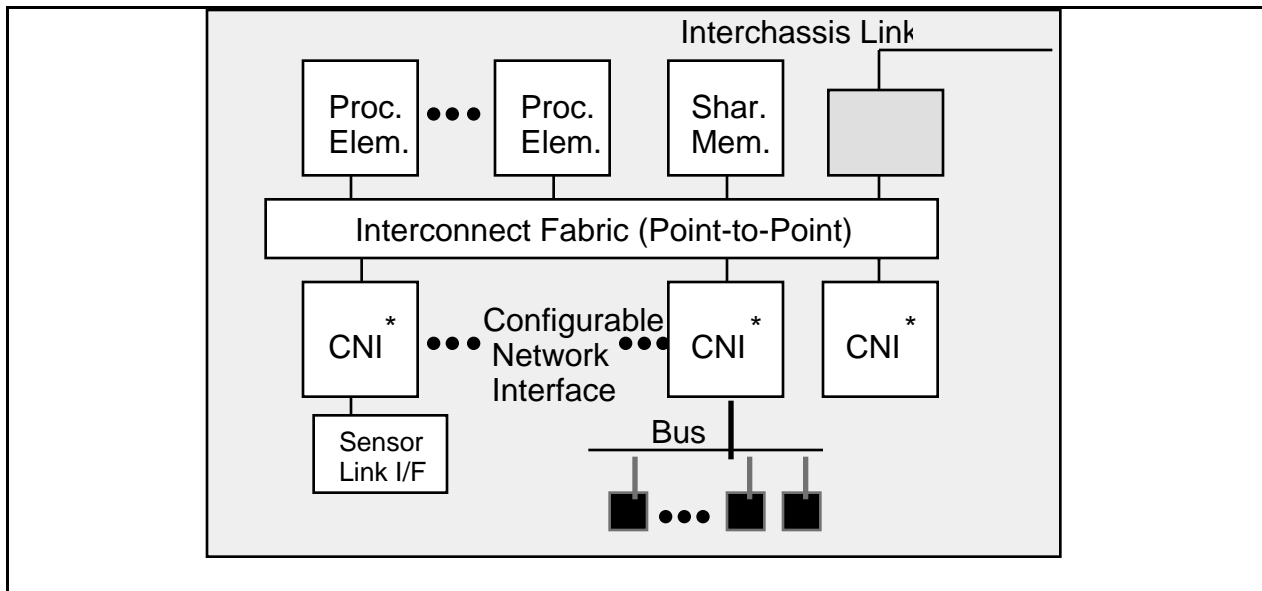 Interchassis Link
Proc.
Elem.
Proc.
Elem.
Shar.
Mem.
Interconnect Fabric (Point-to-Point)
CNI *
Configurable
Network
Interface
CNI *
CNI *
Sensor
Link I/F
Bus